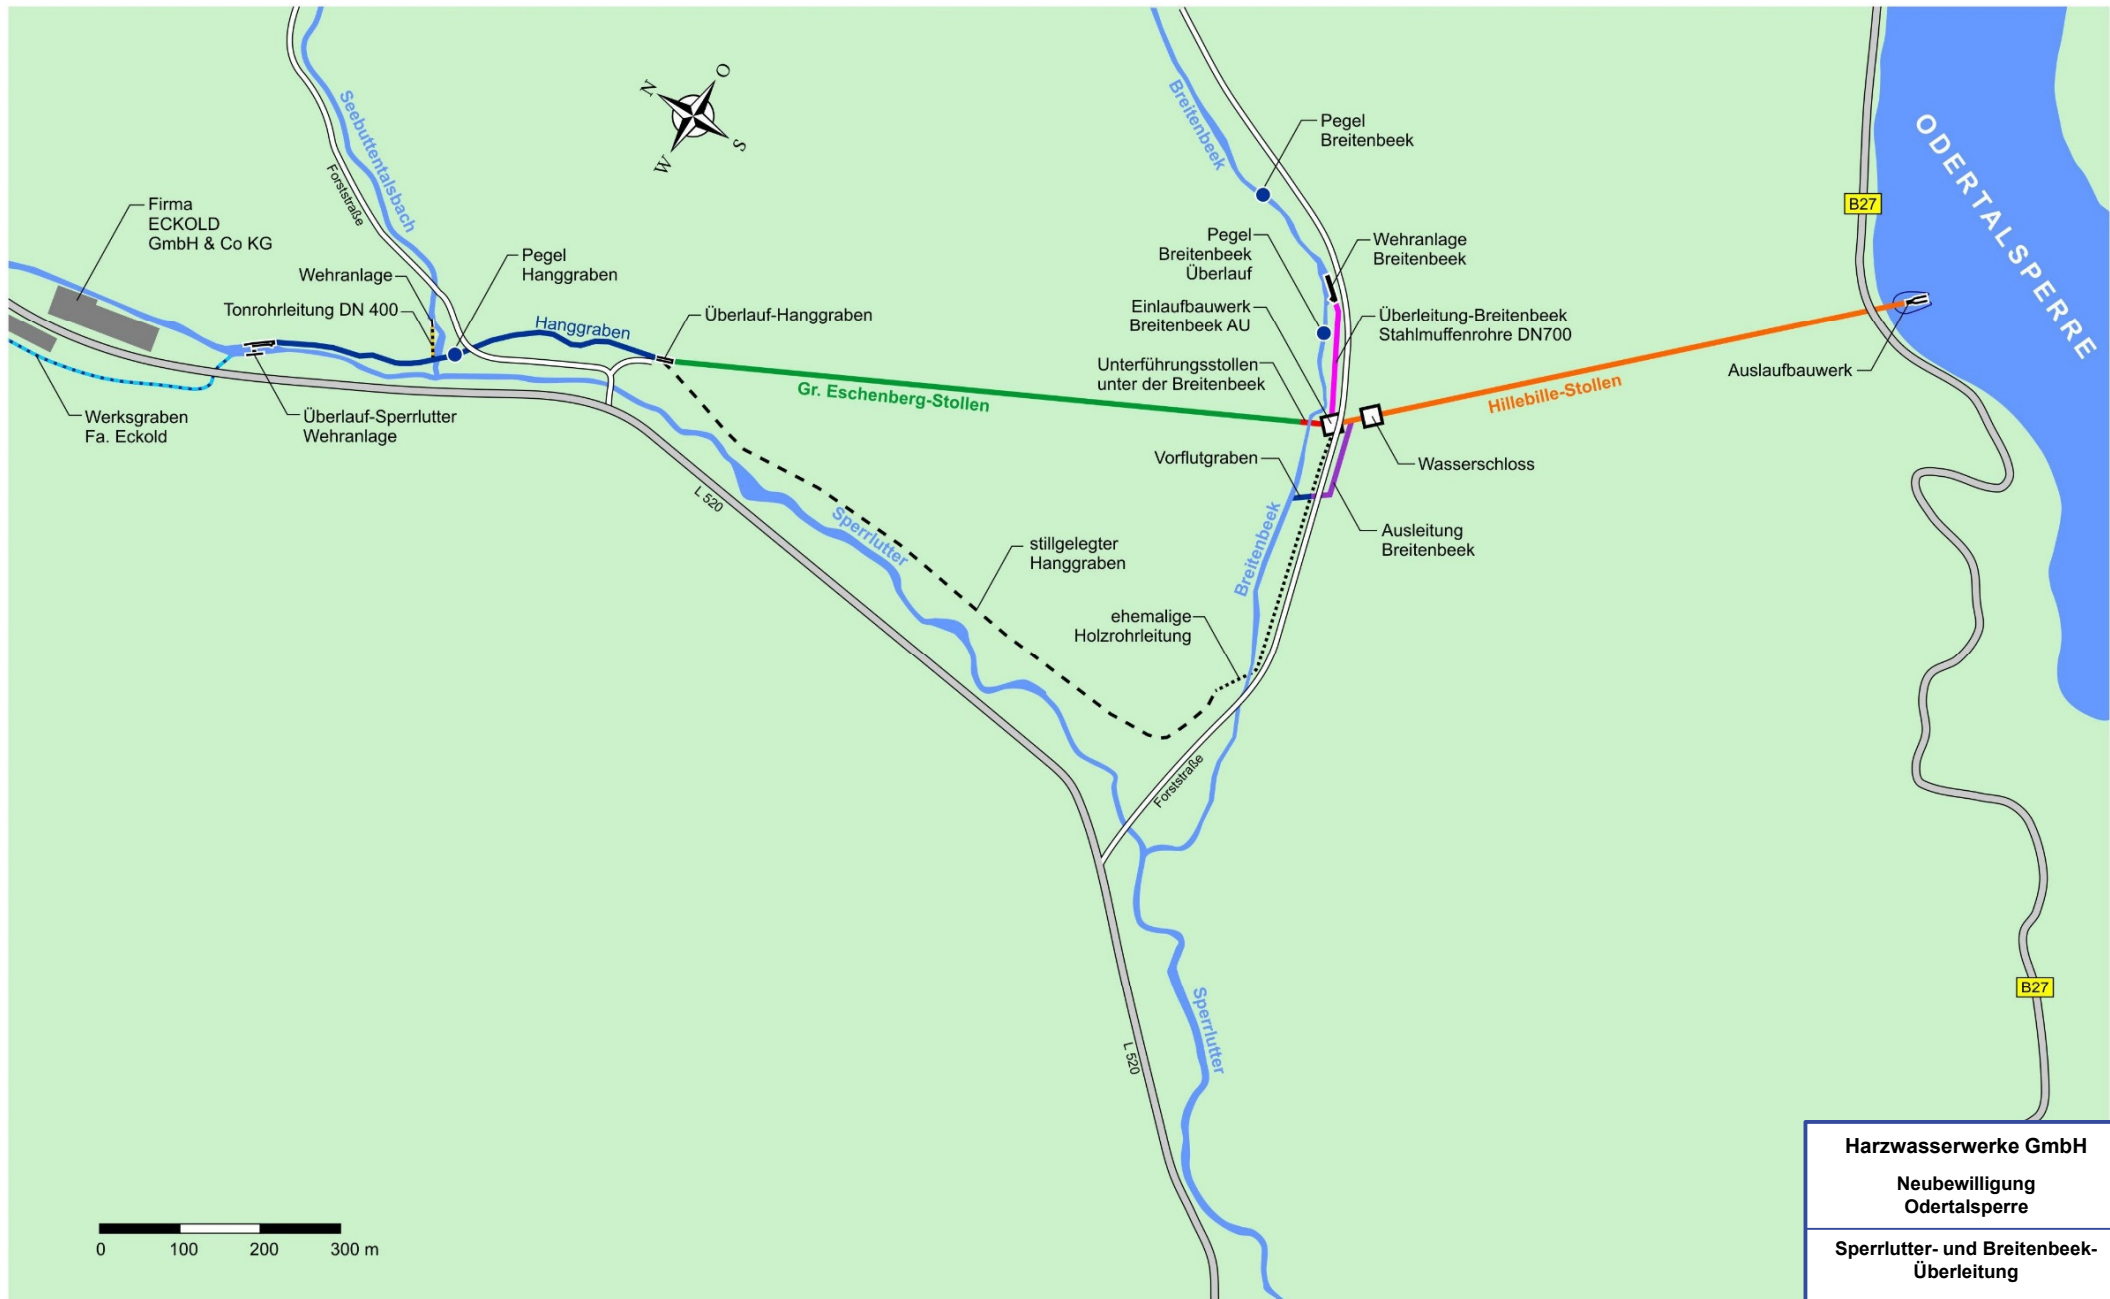 N
O
W
S
Seebuttentalsbach
Forststraße
Firma
ECKOLD
GmbH & Co KG
Wehranlage
Tonrohrleitung DN 400
Pegel
Hanggraben
Hanggraben
Überlauf-Hanggraben
Werksgraben
Fa. Eckold
Überlauf-Sperrlutter
Wehranlage
Gr. Eschenberg-Stollen
L 520
Sperrlutter
stillgelegter
Hanggraben
ehemalige
Holzrohrleitung
Breitenbeek
Pegel
Breitenbeek
Pegel
Breitenbeek
Überlauf
Wehranlage
Breitenbeek
Einlaufbauwerk
Breitenbeek AU
Überleitung-Breitenbeek
Stahlmuffenrohre DN700
Unterführungsstollen
unter der Breitenbeek
Vorflutgraben
Wasserschloss
Ausleitung
Breitenbeek
Breitenbeek
Hillebille-Stollen
Auslaufbauwerk
B27
ODERTALSPERRE
Forststraße
Sperrlutter
L 520
B27
0 100 200 300 m
Harzwasserwerke GmbH
Neubewilligung
Odertalsperre
Sperrlutter- und Breitenbeek-
Überleitung